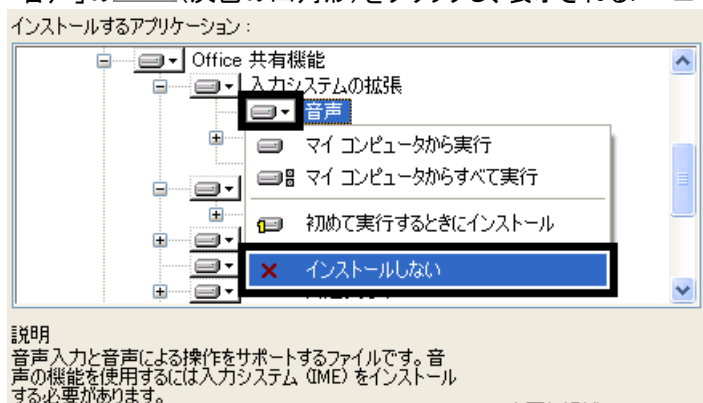 インストールするアプリケーション:
Office 共有機能
入力システムの拡張
音声
マイ コンピュータから実行
マイ コンピュータからすべて実行
初めて実行するときにインストール
インストールしない
説明
音声入力と音声による操作をサポートするファイルです。音
声の機能を使用するには入力システム (IME) をインストール
する必要があります。